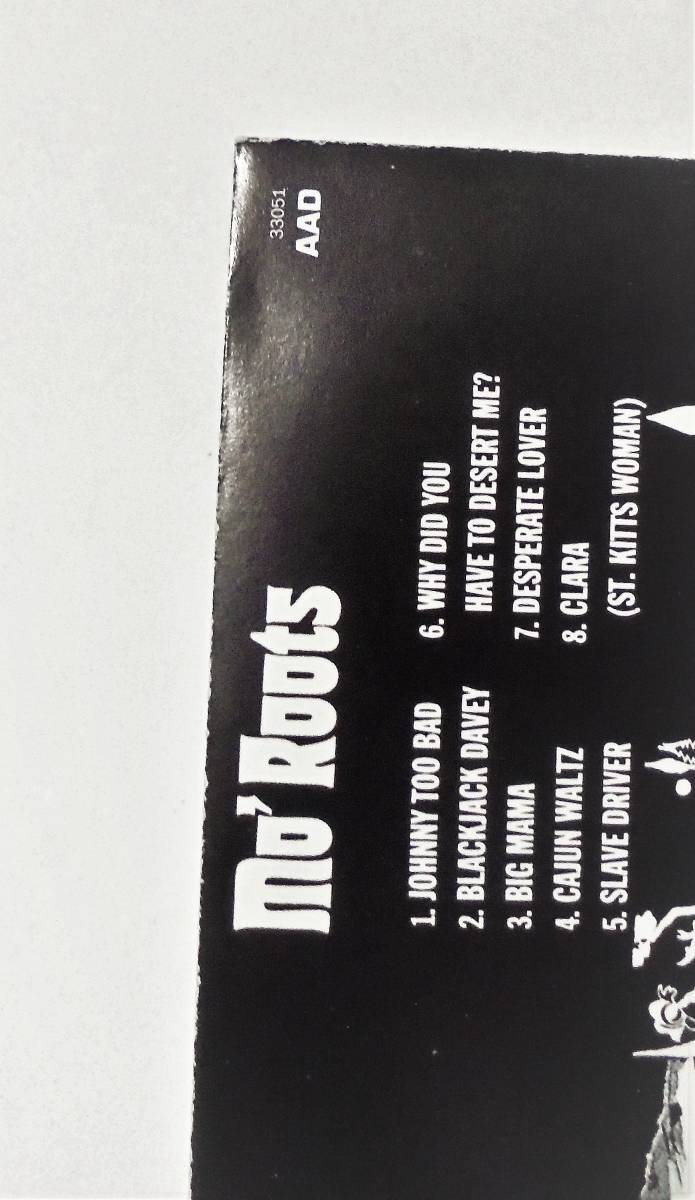 33051
AAD
Mo' Roots
1. JOHNNY TOO BAD
2. BLACKJACK DAVEY
3. BIG MAMA
4. CAJUN WALTZ
5. SLAVE DRIVER
6. WHY DID YOU
HAVE TO DESERT ME?
7. DESPERATE LOVER
8. CLARA
(ST. KITTS WOMAN)